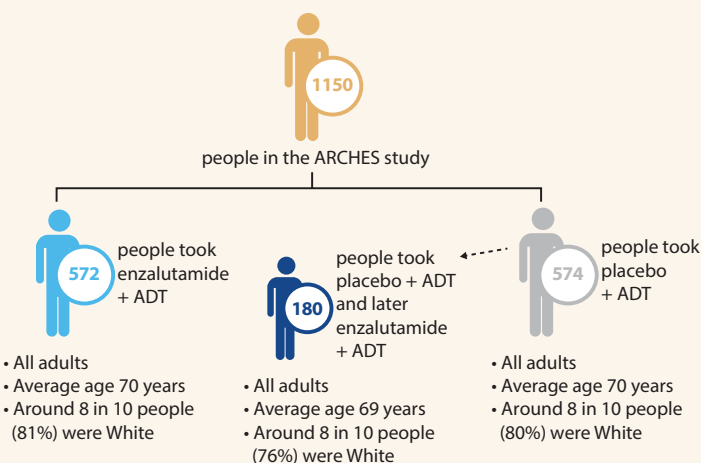 1150
people in the ARCHES study
572
people took
enzalutamide
+ ADT
• All adults
• Average age 70 years
• Around 8 in 10 people
(81%) were White
180
people took
placebo + ADT
and later
enzalutamide
+ ADT
• All adults
• Average age 69 years
• Around 8 in 10 people
(76%) were White
574
people took
placebo
+ ADT
• All adults
• Average age 70 years
• Around 8 in 10 people
(80%) were White